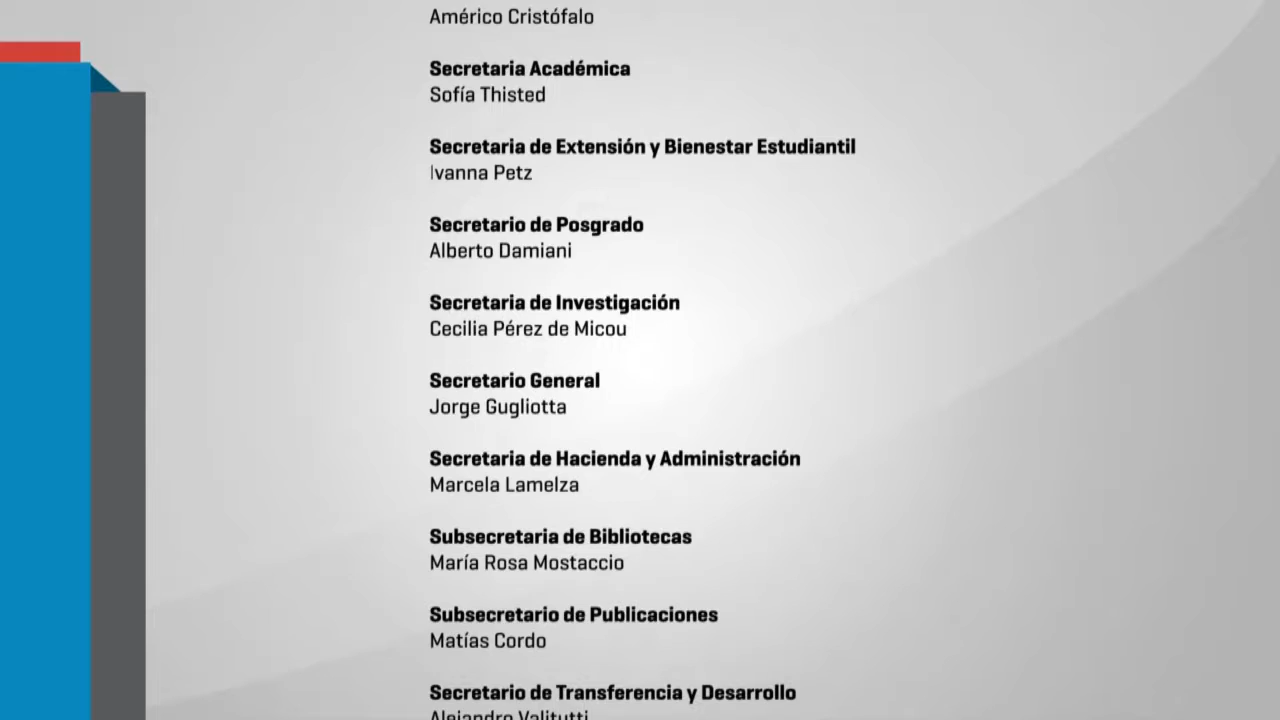 Américo Cristófalo
Secretaria Académica
Sofía Thisted
Secretaria de Extensión y Bienestar Estudiantil
Ivanna Petz
Secretario de Posgrado
Alberto Damiani
Secretaria de Investigación
Cecilia Pérez de Micou
Secretario General
Jorge Gugliotta
Secretaria de Hacienda y Administración
Marcela Lamelza
Subsecretaria de Bibliotecas
María Rosa Mostaccio
Subsecretario de Publicaciones
Matías Cordo
Secretario de Transferencia y Desarrollo
Alejandro Valitutti